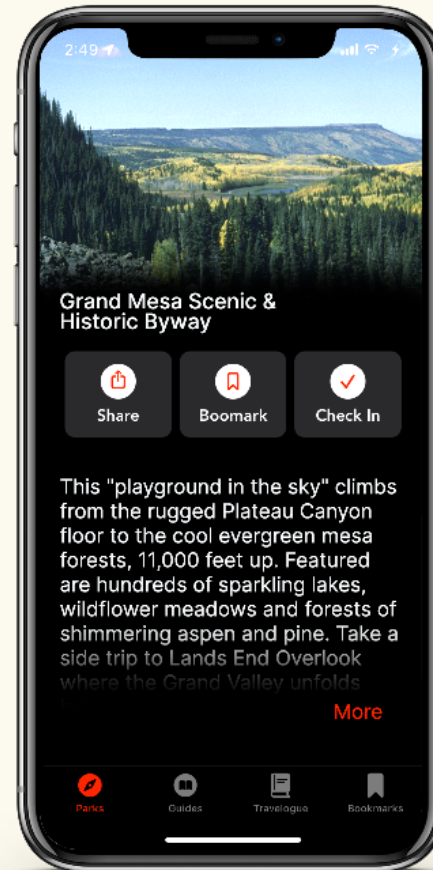 2:49
Grand Mesa Scenic &
Historic Byway
Share
Boomark
Check In
This "playground in the sky" climbs
from the rugged Plateau Canyon
floor to the cool evergreen mesa
forests, 11,000 feet up. Featured
are hundreds of sparkling lakes,
wildflower meadows and forests of
shimmering aspen and pine. Take a
side trip to Lands End Overlook
where the Grand Valley unfolds
More
Parks
Guides
Travelogue
Bookmarks